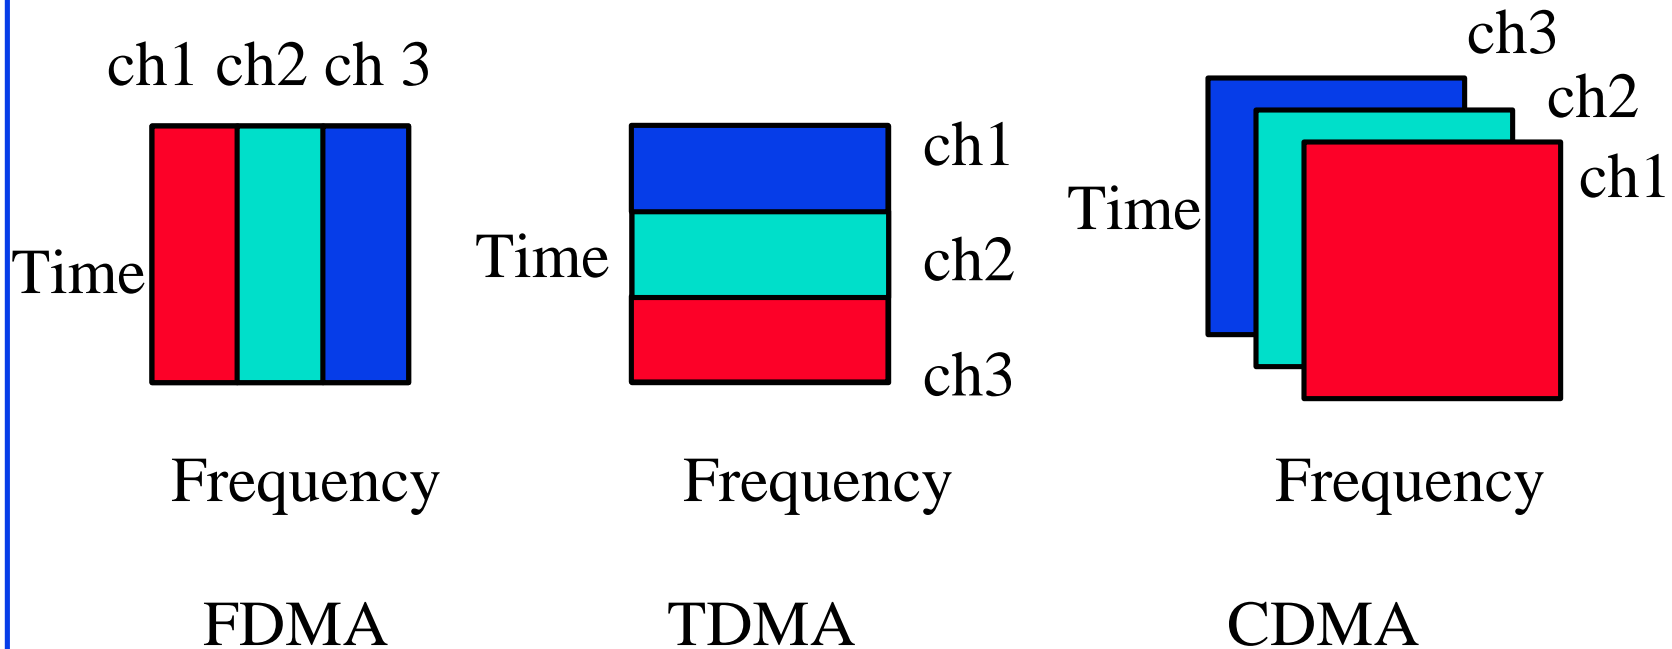 ch1 ch2 ch 3
Time
Frequency
FDMA
ch1
Time
ch2
ch3
Frequency
TDMA
ch3
ch2
ch1
Time
Frequency
CDMA